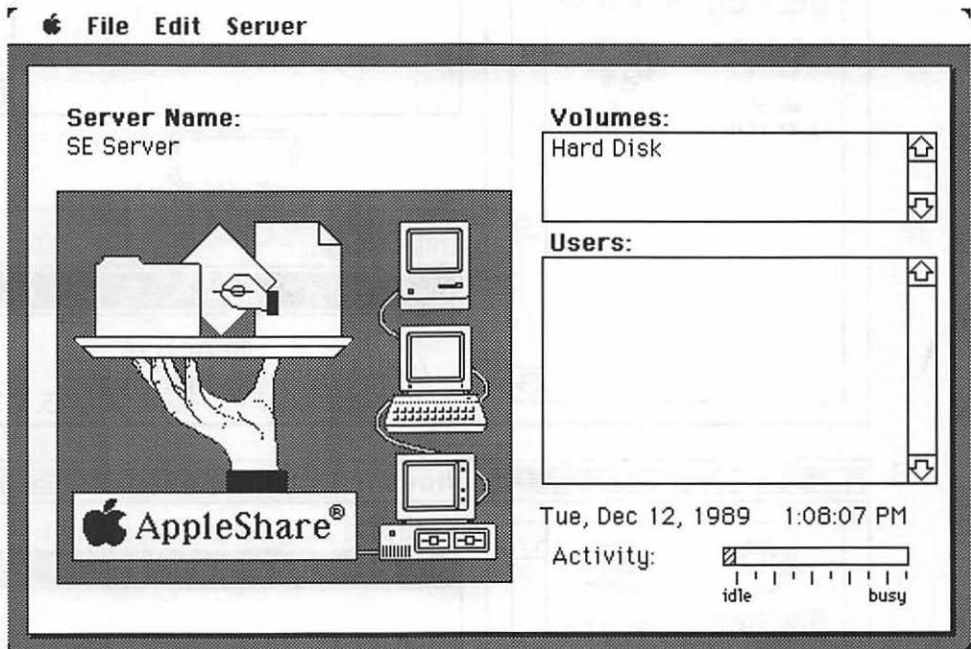 File Edit Server
Server Name:
SE Server
Volumes:
Hard Disk
Users:
AppleShare®
Tue, Dec 12, 1989 1:08:07 PM
Activity:
idle busy